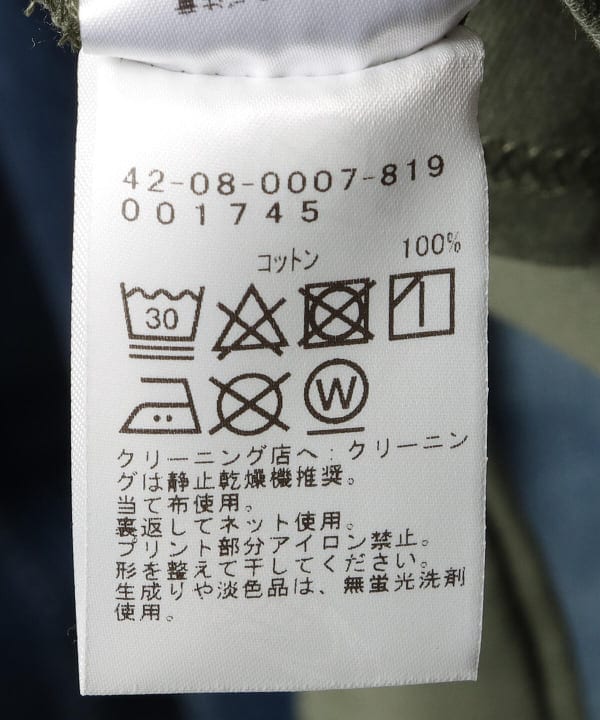 42-08-0007-819
001745
コットン 100%
30
W
クリーニング店へ:クリーニン
グは静止乾燥機推奨。
当て布使用。
裏返してネット使用。
プリント部分アイロン禁止。
形を整えて干してください。
生成りや淡色品は、無蛍光洗剤
使用。